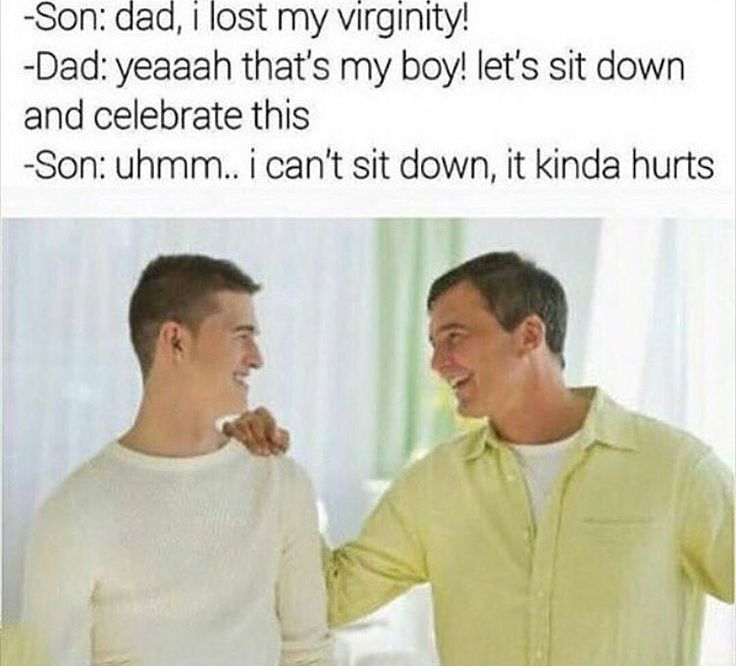 -Son: dad, i lost my virginity!
-Dad: yeaaah that's my boy! let's sit down
and celebrate this
-Son: uhmm.. i can't sit down, it kinda hurts